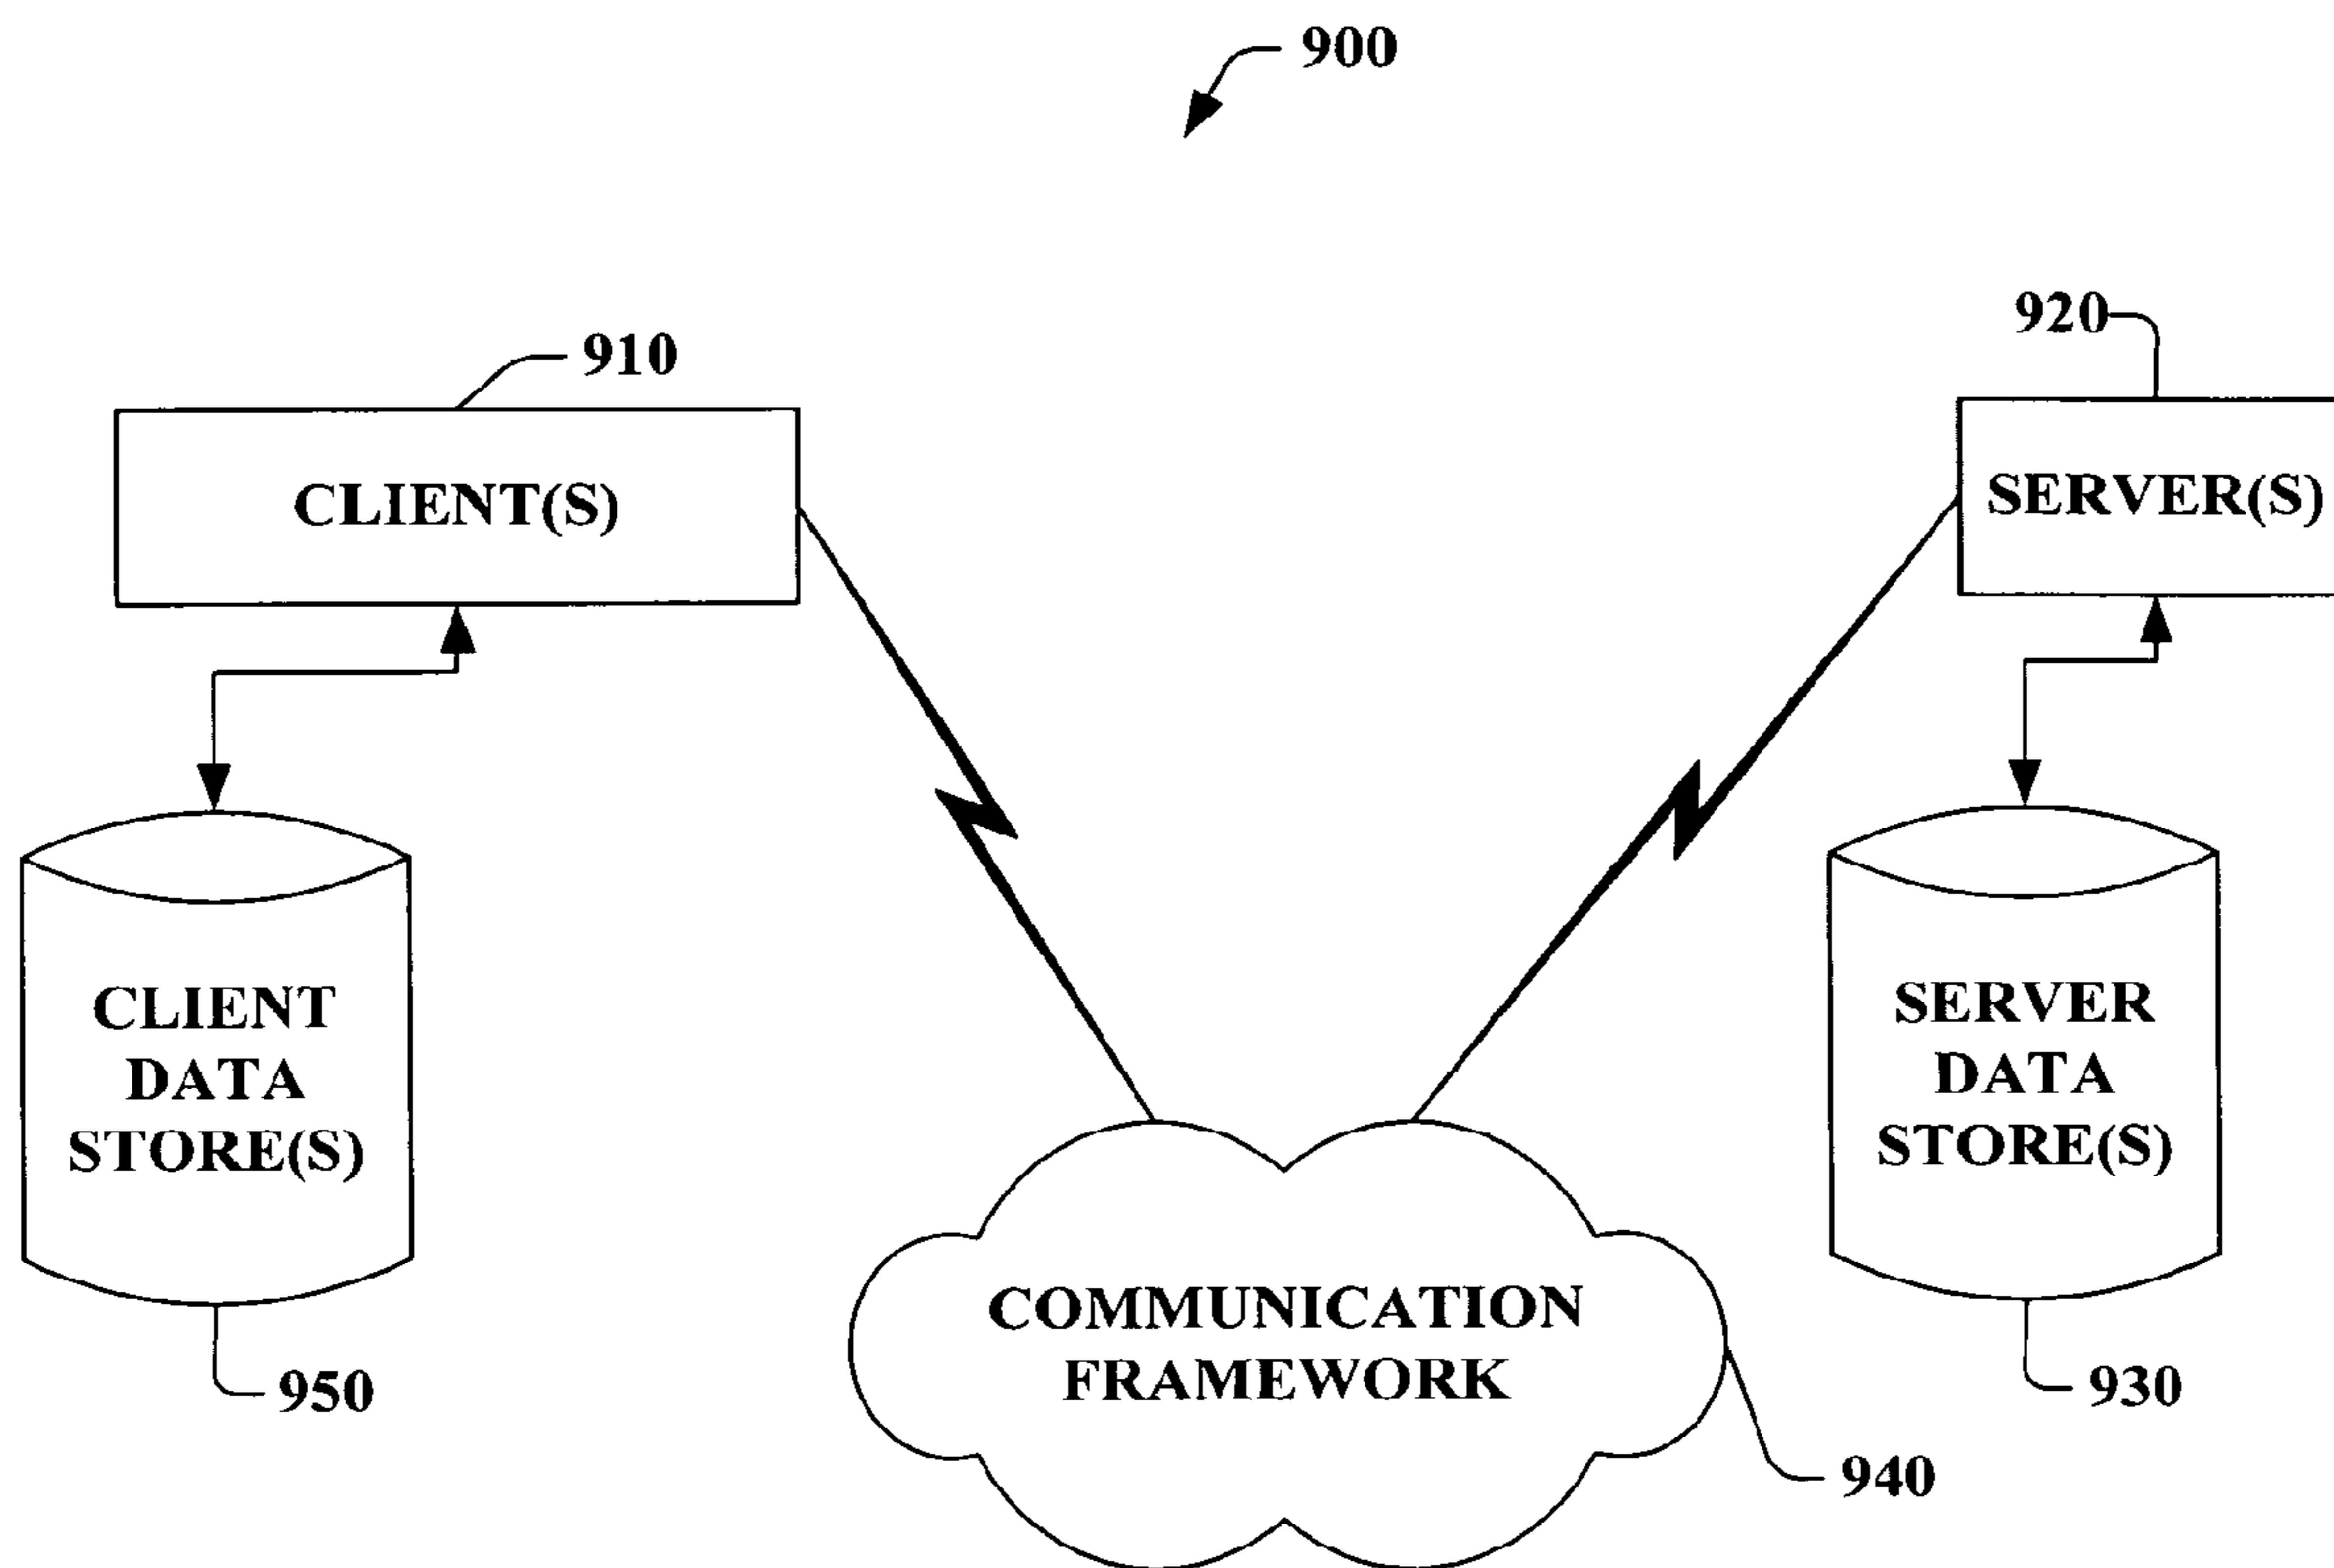 900
910
920
CLIENT(S)
SERVER(S)
CLIENT
DATA
STORE(S)
SERVER
DATA
STORE(S)
COMMUNICATION
FRAMEWORK
950
930
940